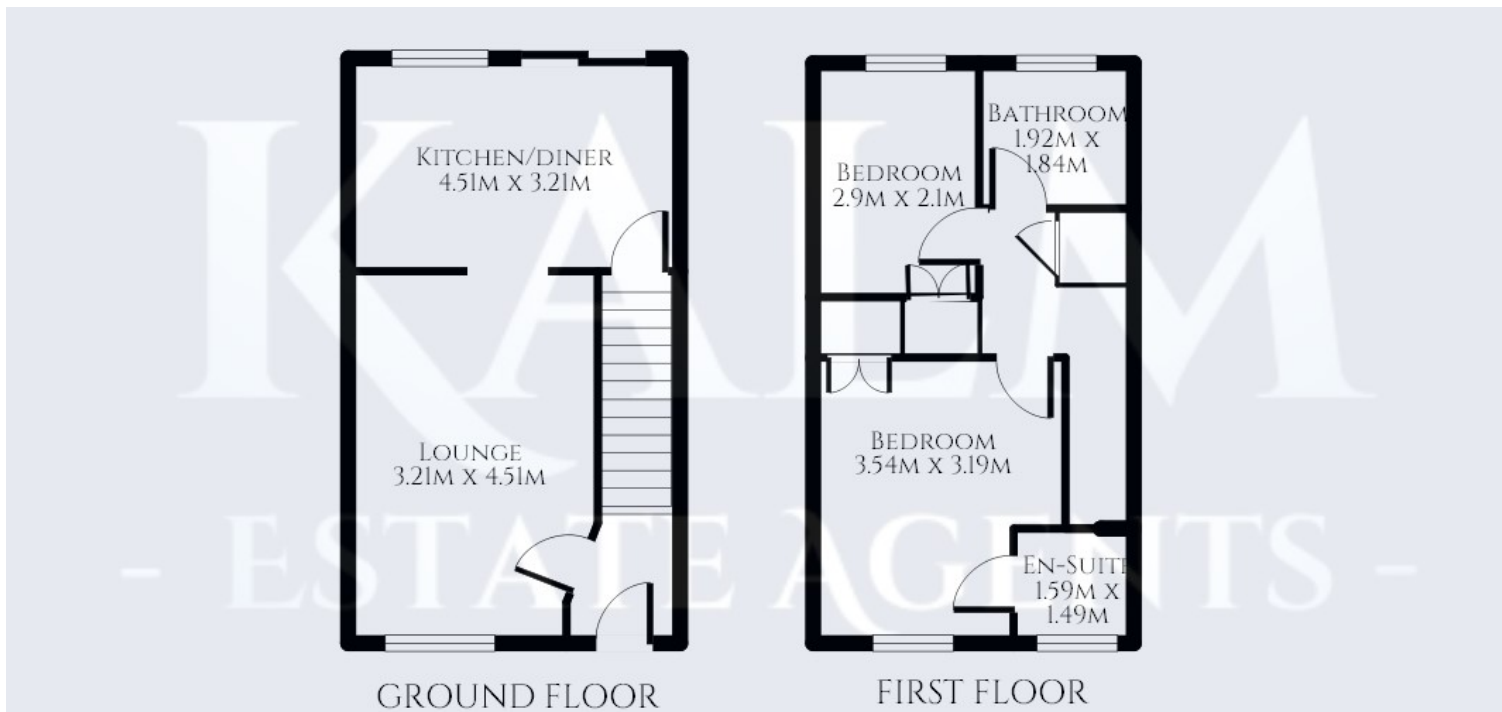 KALM
- ESTATE AGENTS -
KITCHEN/DINER
4.51M X 3.21M
LOUNGE
3.21M X 4.51M
GROUND FLOOR
BATHROOM
1.92M X
1.84M
BEDROOM
2.9M X 2.1M
BEDROOM
3.54M X 3.19M
EN-SUITE
1.59M X
1.49M
FIRST FLOOR